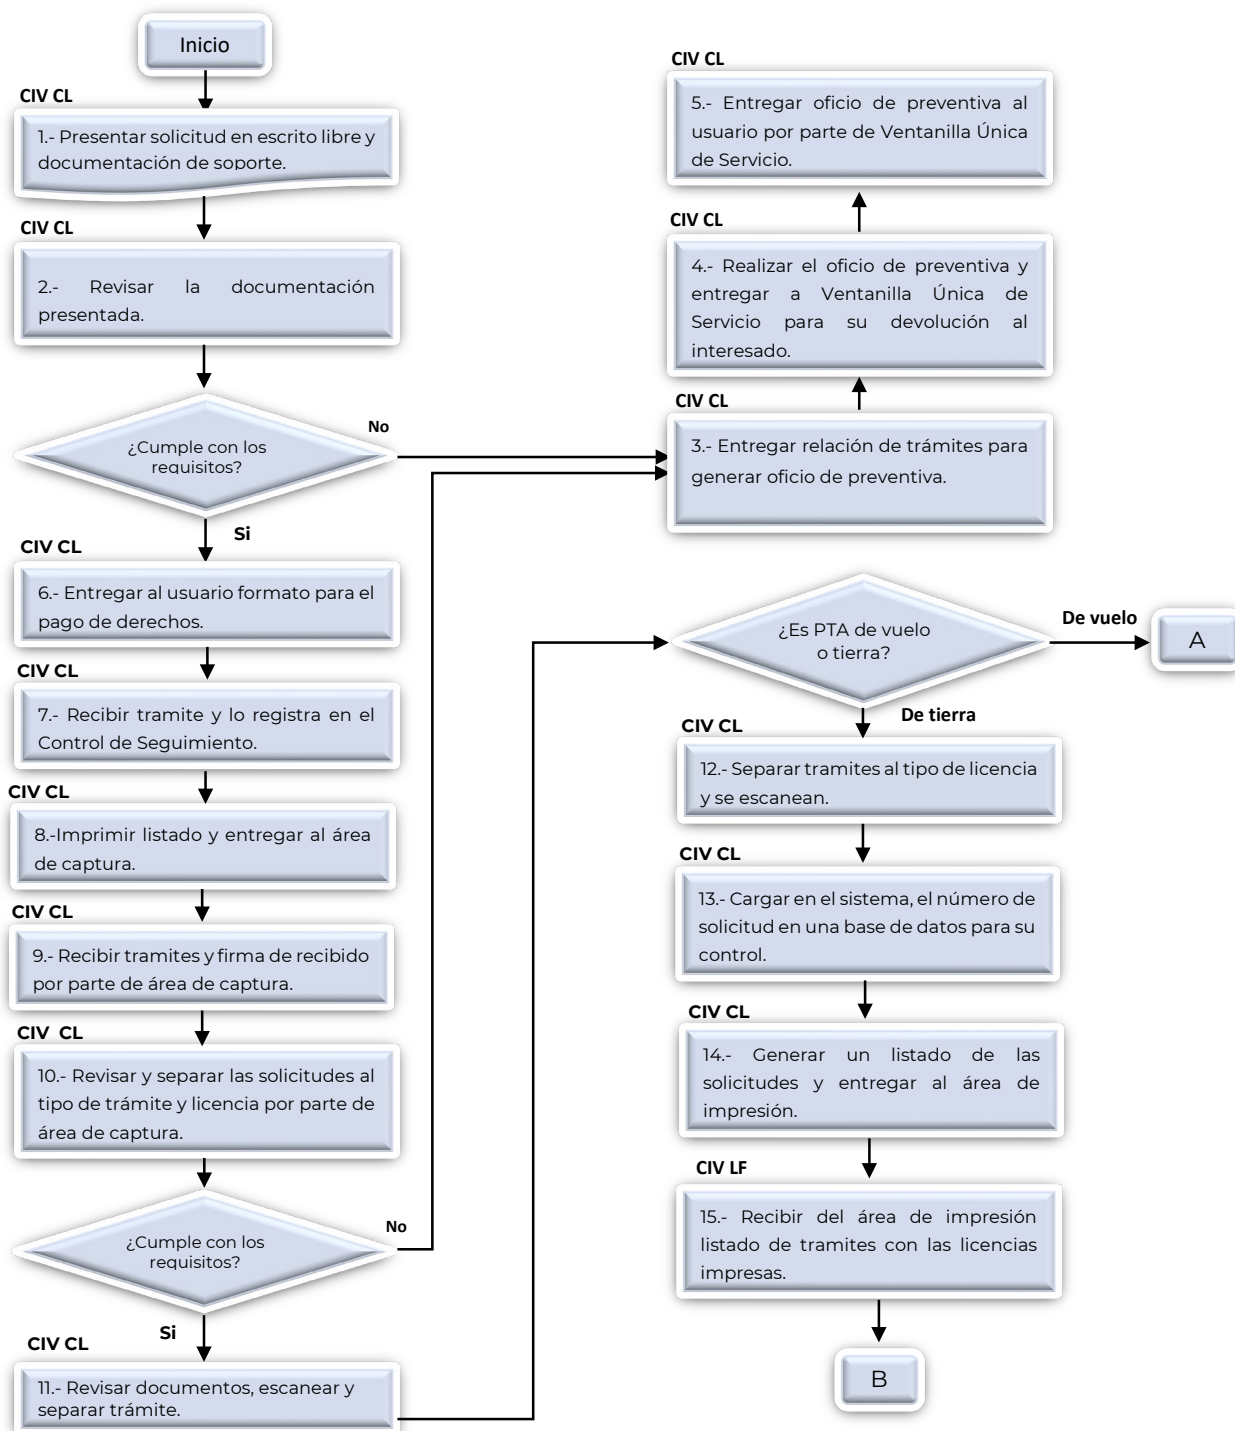 Inicio
CIV CL
1.- Presentar solicitud en escrito libre y
documentación de soporte.
CIV CL
2.- Revisar la documentación
presentada.
¿Cumple con los
requisitos?
No
Si
CIV CL
6.- Entregar al usuario formato para el
pago de derechos.
CIV CL
7.- Recibir tramite y lo registra en el
Control de Seguimiento.
CIV CL
8.-Imprimir listado y entregar al área
de captura.
CIV CL
9.- Recibir tramites y firma de recibido
por parte de área de captura.
CIV CL
10.- Revisar y separar las solicitudes al
tipo de trámite y licencia por parte de
área de captura.
¿Cumple con los
requisitos?
No
Si
CIV CL
11.- Revisar documentos, escanear y
separar trámite.
CIV CL
5.- Entregar oficio de preventiva al
usuario por parte de Ventanilla Única
de Servicio.
CIV CL
4.- Realizar el oficio de preventiva y
entregar a Ventanilla Única de
Servicio para su devolución al
interesado.
CIV CL
3.- Entregar relación de trámites para
generar oficio de preventiva.
¿Es PTA de vuelo
o tierra?
De vuelo
A
De tierra
CIV CL
12.- Separar tramites al tipo de licencia
y se escanean.
CIV CL
13.- Cargar en el sistema, el número de
solicitud en una base de datos para su
control.
CIV CL
14.- Generar un listado de las
solicitudes y entregar al área de
impresión.
CIV LF
15.- Recibir del área de impresión
listado de tramites con las licencias
impresas.
B